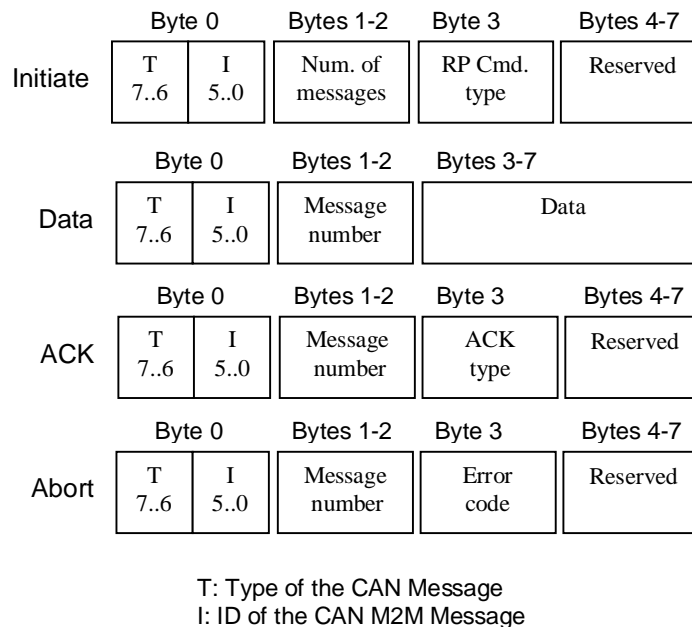 Byte 0 Bytes 1-2 Byte 3 Bytes 4-7
Initiate
T I Num. of RP Cmd. Reserved
7..6 5..0 messages type
Byte 0 Bytes 1-2 Bytes 3-7
Data
T I Message Data
7..6 5..0 number
Byte 0 Bytes 1-2 Byte 3 Bytes 4-7
ACK
T I Message ACK Reserved
7..6 5..0 number type
Byte 0 Bytes 1-2 Byte 3 Bytes 4-7
Abort
T I Message Error Reserved
7..6 5..0 number code
T: Type of the CAN Message
I: ID of the CAN M2M Message